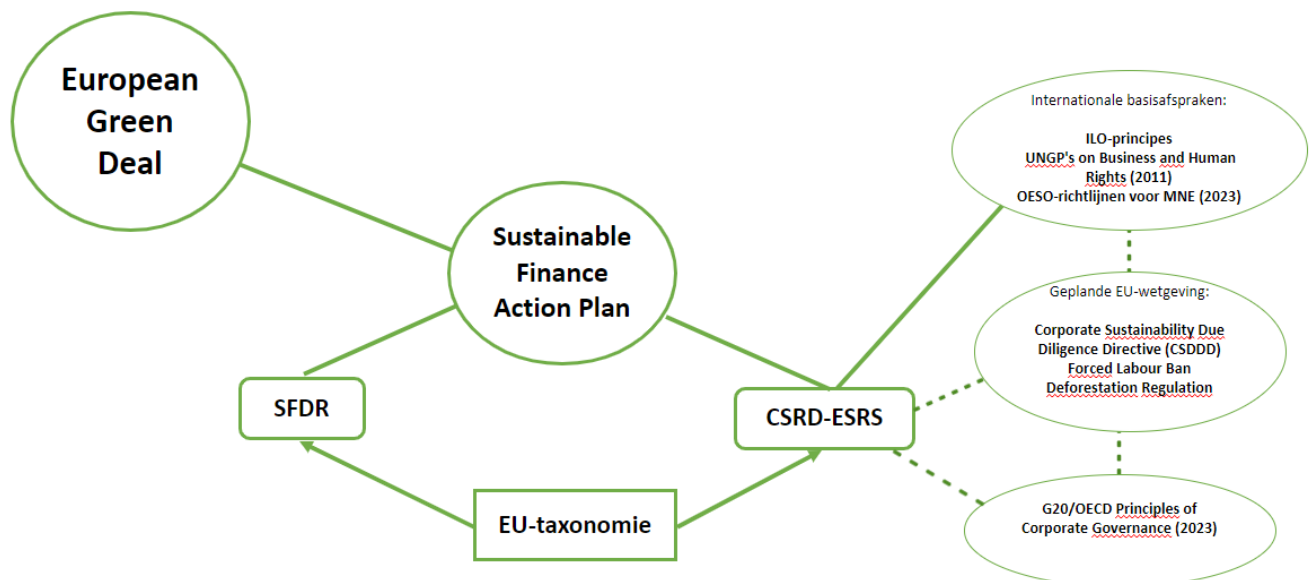 European
Green
Deal
Sustainable
Finance
Action Plan
SFDR
CSRD-ESRS
EU-taxonomie
Internationale basisafspraken:
ILO-principes
UNGP's on Business and Human
Rights (2011)
OESO-richtlijnen voor MNE (2023)
Geplande EU-wetgeving:
Corporate Sustainability Due
Diligence Directive (CSDDD)
Forced Labour Ban
Deforestation Regulation
G20/OECD Principles of
Corporate Governance (2023)